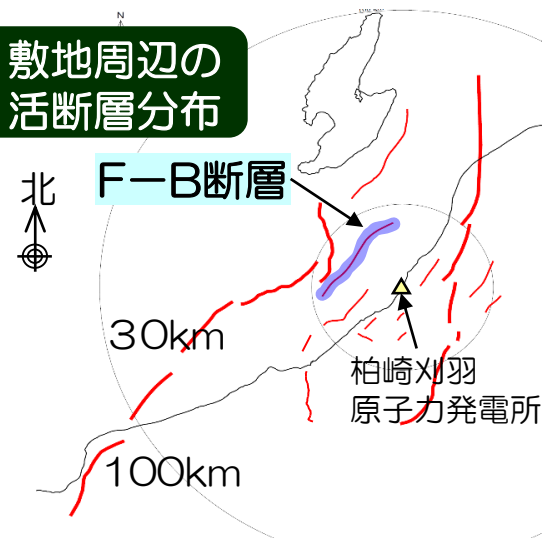 N
敷地周辺の
活断層分布
F－B断層
北
30km
柏崎刈羽
原子力発電所
100km